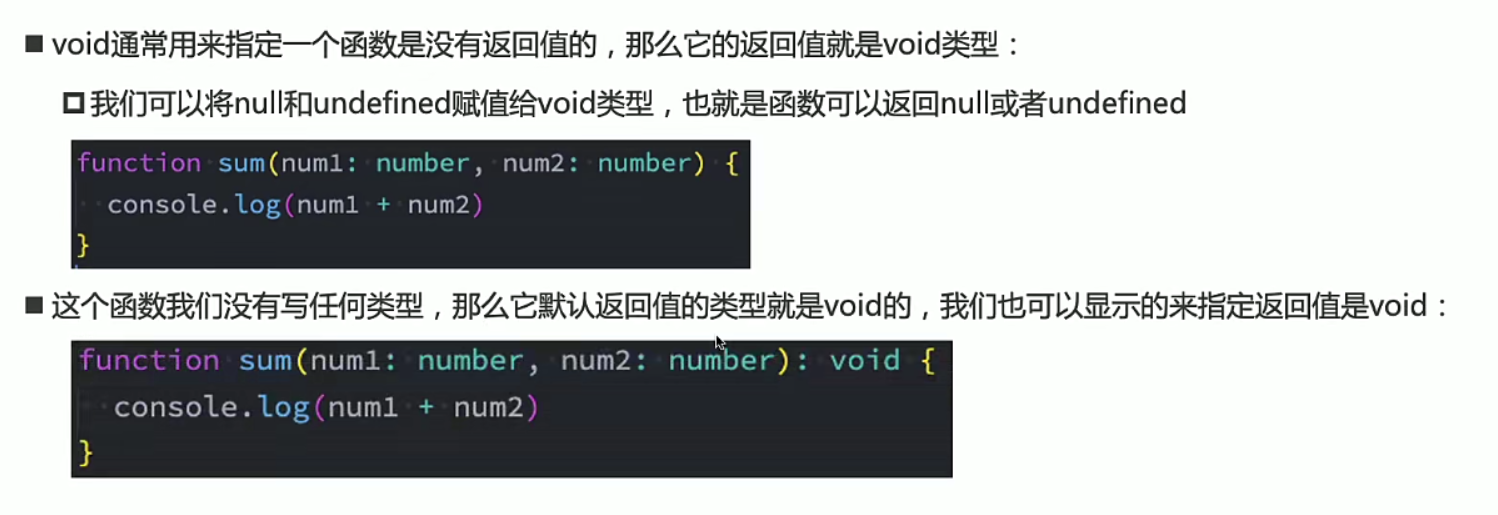 void通常用来指定一个函数是没有返回值的，那么它的返回值就是void类型：
我们可以将null和undefined赋值给void类型，也就是函数可以返回null或者undefined
function sum(num1: number, num2: number) {
  console.log(num1 + num2)
}
这个函数我们没有写任何类型，那么它默认返回值的类型就是void的，我们也可以显示的来指定返回值是void：
function sum(num1: number, num2: number): void {
  console.log(num1 + num2)
}